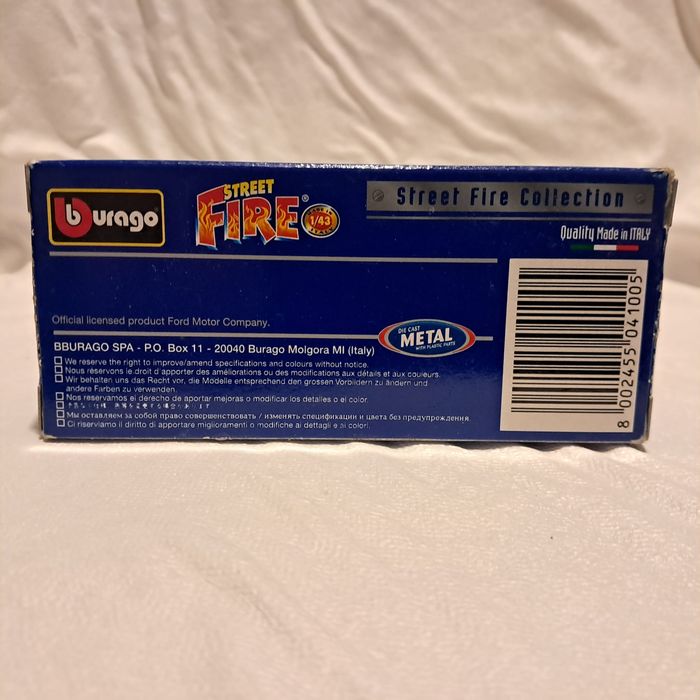 burago
STREET
FIRE®
MADE IN
1/43
ITALY
Street Fire Collection
Quality Made in ITALY
Official licensed product Ford Motor Company.
DIE CAST
METAL
WITH PLASTIC PARTS
BBURAGO SPA - P.O. Box 11 - 20040 Burago Molgora MI (Italy)
We reserve the right to improve/amend specifications and colours without notice.
Nous réservons le droit d'apporter des améliorations ou des modifications aux détails et aux couleurs.
Wir behalten uns das Recht vor, die Modelle entsprechend den grossen Vorbildern zu ändern und
andere Farben zu verwenden.
Nos reservamos el derecho de aportar mejoras o modificar los detalles o el color.
Мы оставляем за собой право совершенствовать / изменять спецификации и цвета без предупреждения.
Ci riserviamo il diritto di apportare miglioramenti o modifiche ai dettagli e ai colori.
8 002455 041005